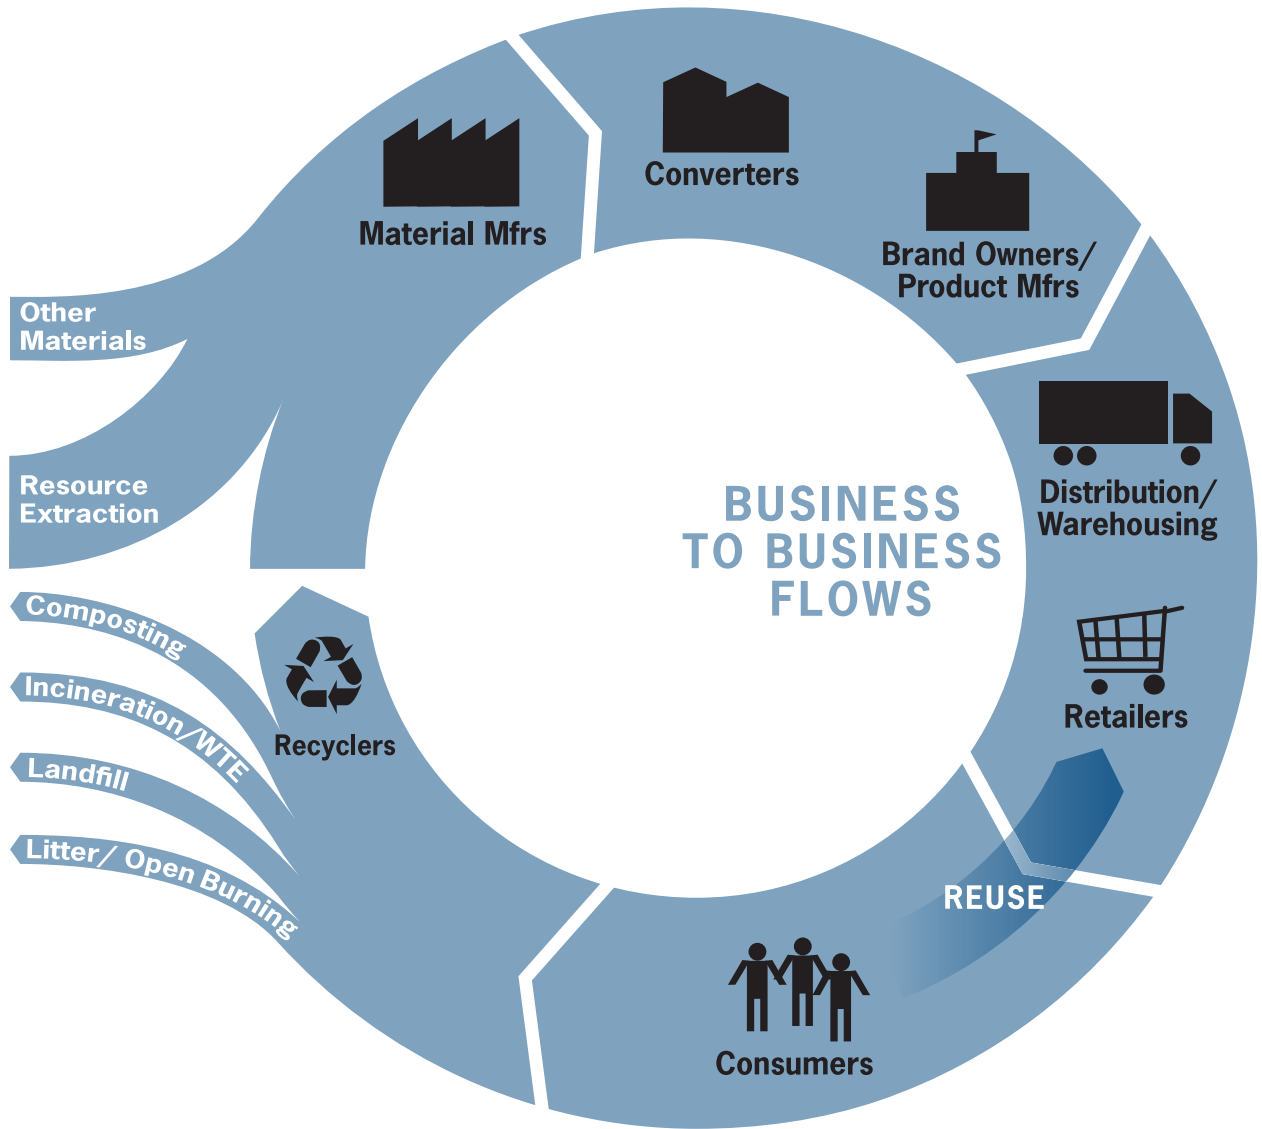 Converters
Material Mfrs
Brand Owners/
Product Mfrs
Other
Materials
Resource
Extraction
Distribution/
Warehousing
BUSINESS
TO BUSINESS
FLOWS
Composting
Incineration/WTE
Landfill
Litter/ Open Burning
Recyclers
Retailers
REUSE
Consumers